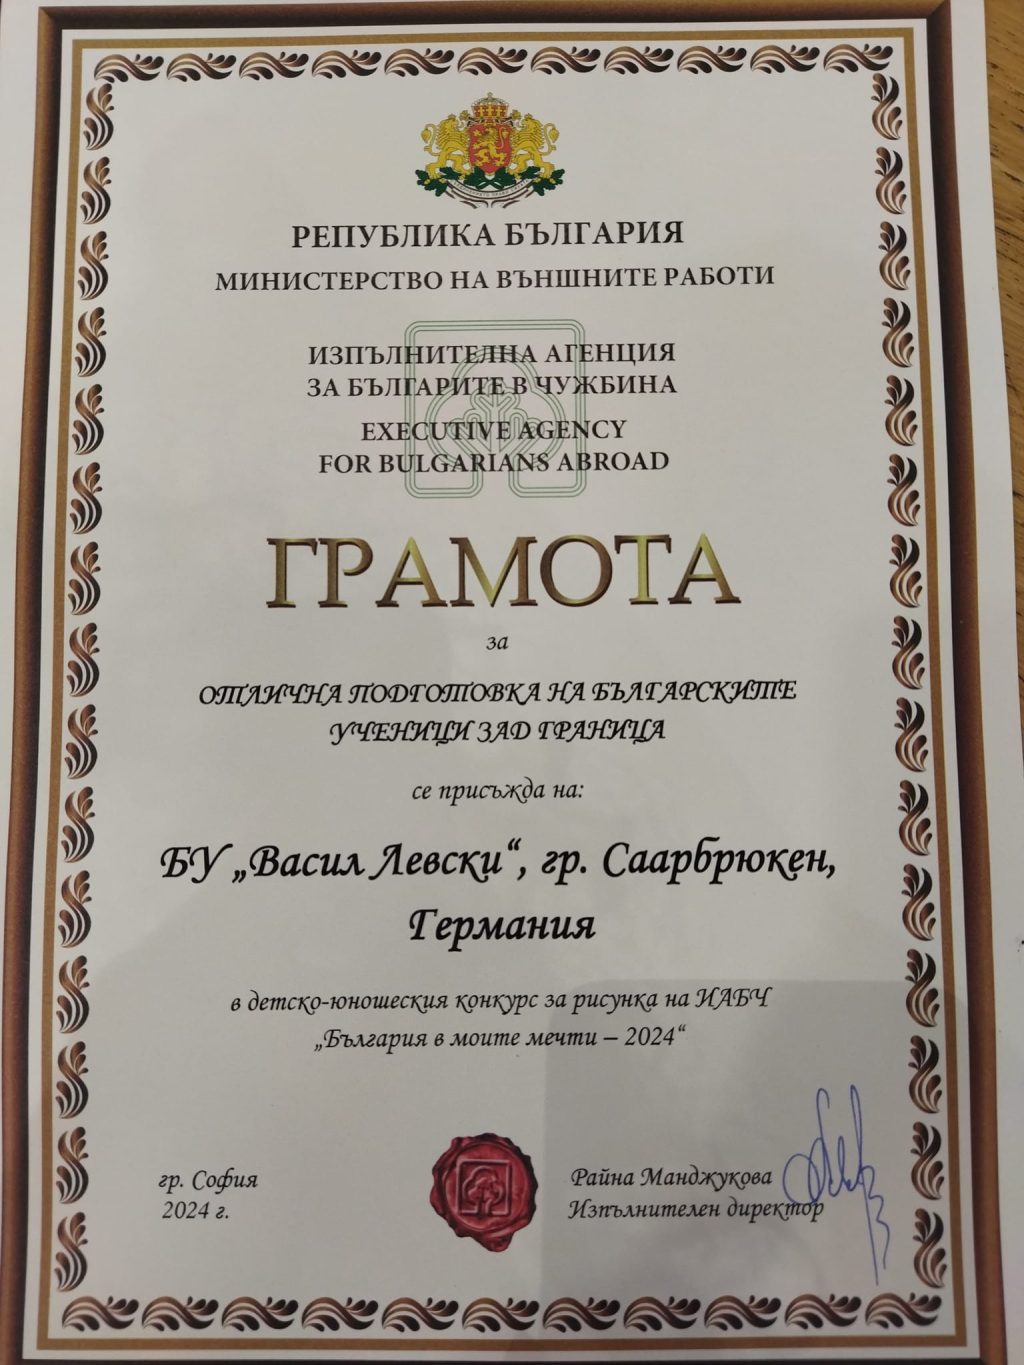 РЕПУБЛИКА БЪЛГАРИЯ
МИНИСТЕРСТВО НА ВЪНШНИТЕ РАБОТИ
ИЗПЪЛНИТЕЛНА АГЕНЦИЯ
ЗА БЪЛГАРИТЕ В ЧУЖБИНА
EXECUTIVE AGENCY
FOR BULGARIANS ABROAD
ГРАМОТА
за
ОТЛИЧНА ПОДГОТОВКА НА БЪЛГАРСКИТЕ
УЧЕНИЦИ ЗАД ГРАНИЦА
се присъжда на:
БУ „Васил Левски“, гр. Саарбрюкен,
Германия
в детско-юношеския конкурс за рисунка на ИАБЧ
„България в моите мечти – 2024“
гр. София
2024 г.
Райна Манджукова
Изпълнителен директор